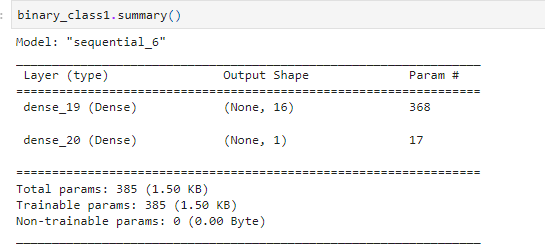 binary_class1.summary()
Model: "sequential_6"
_________________________________________________________________
Layer (type) Output Shape Param #
=================================================================
dense_19 (Dense) (None, 16) 368
dense_20 (Dense) (None, 1) 17
=================================================================
Total params: 385 (1.50 KB)
Trainable params: 385 (1.50 KB)
Non-trainable params: 0 (0.00 Byte)
_________________________________________________________________